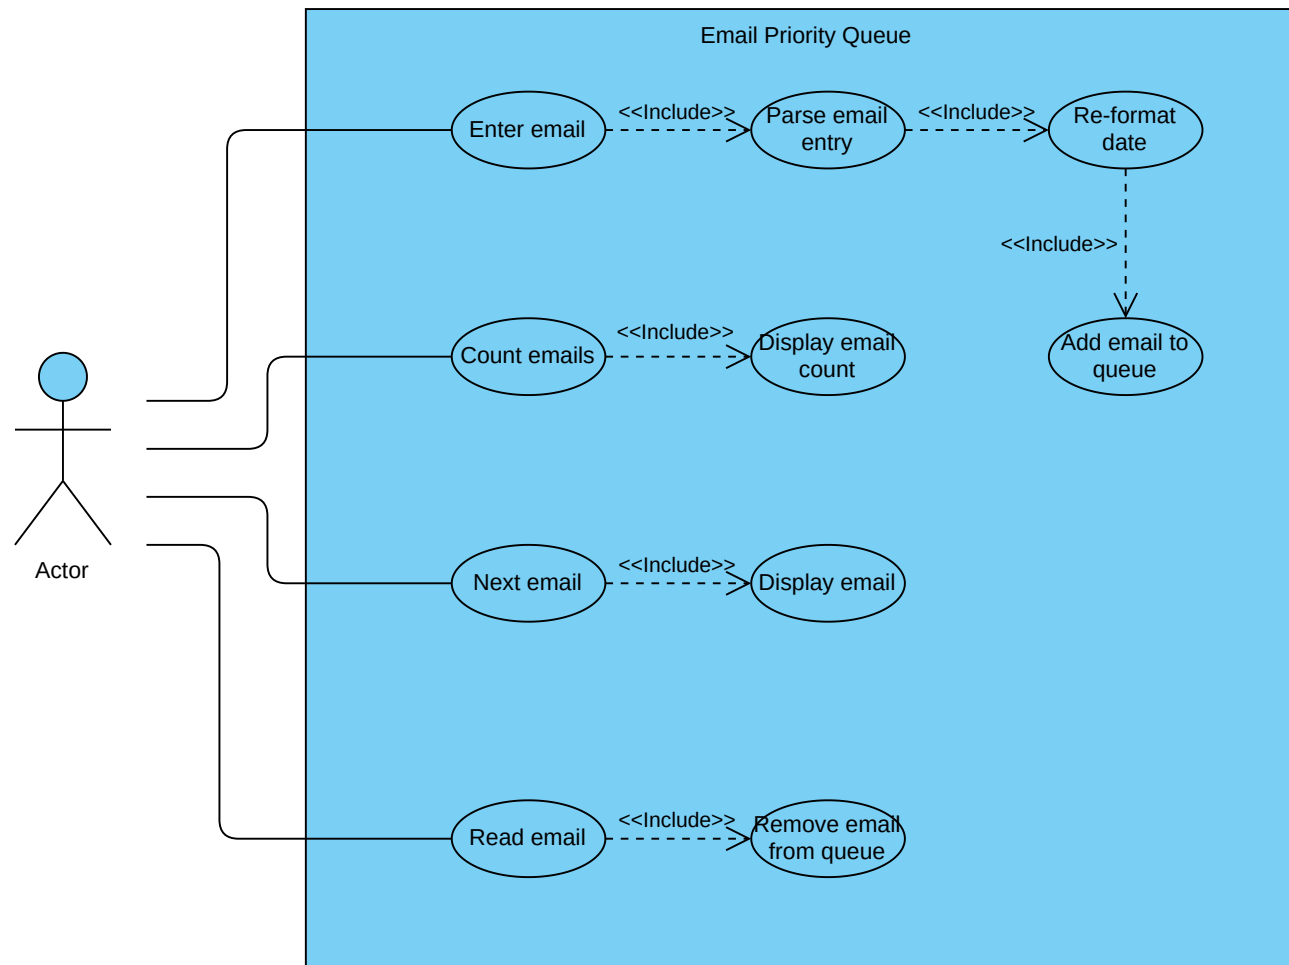 Email Priority Queue
Enter email
<<Include>>
Parse email
entry
<<Include>>
Re-format
date
<<Include>>
Count emails
<<Include>>
Display email
count
Add email to
queue
Actor
Next email
<<Include>>
Display email
Read email
<<Include>>
Remove email
from queue